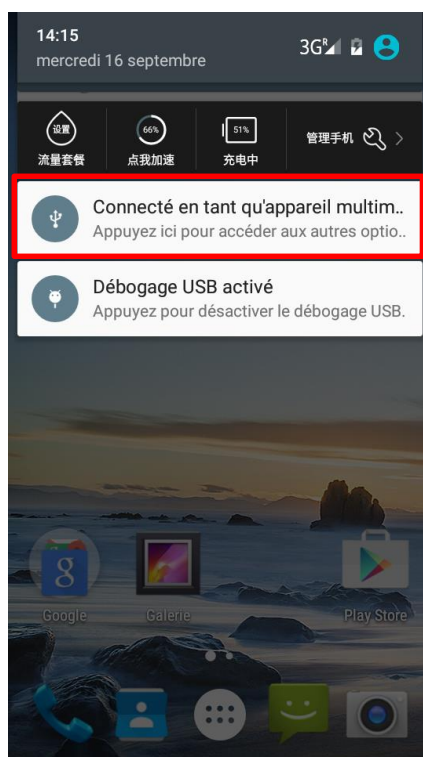 14:15
mercredi 16 septembre
3G R
设置
66%
51%
流量套餐
点我加速
充电中
管理手机
Connecté en tant qu'appareil multim..
Appuyez ici pour accéder aux autres optio..
Débogage USB activé
Appuyez pour désactiver le débogage USB.
8
Google
Galerie
Play Store